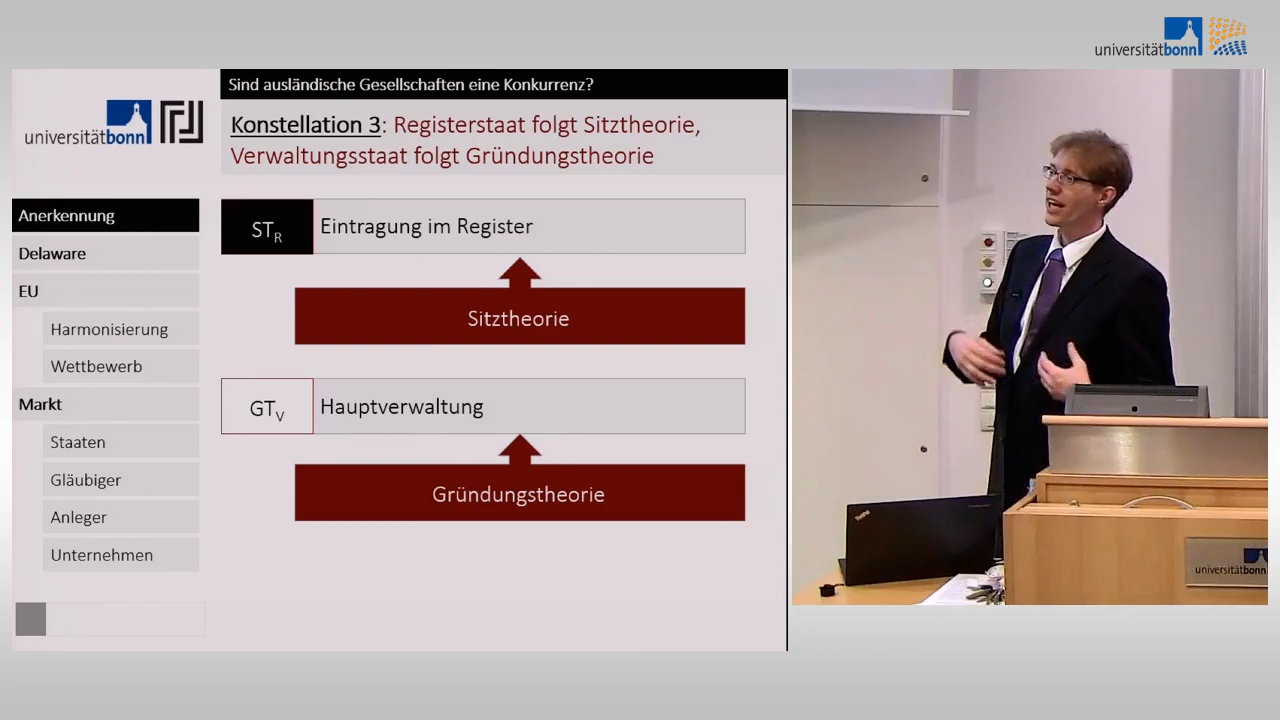 universitätbonn
Sind ausländische Gesellschaften eine Konkurrenz?
universitätbonn
Konstellation 3: Registerstaat folgt Sitztheorie,
Verwaltungsstaat folgt Gründungstheorie
Anerkennung
Delaware
EU
Harmonisierung
Wettbewerb
Markt
Staaten
Gläubiger
Anleger
Unternehmen
STR Eintragung im Register
Sitztheorie
GTV Hauptverwaltung
Gründungstheorie
universitätbonn